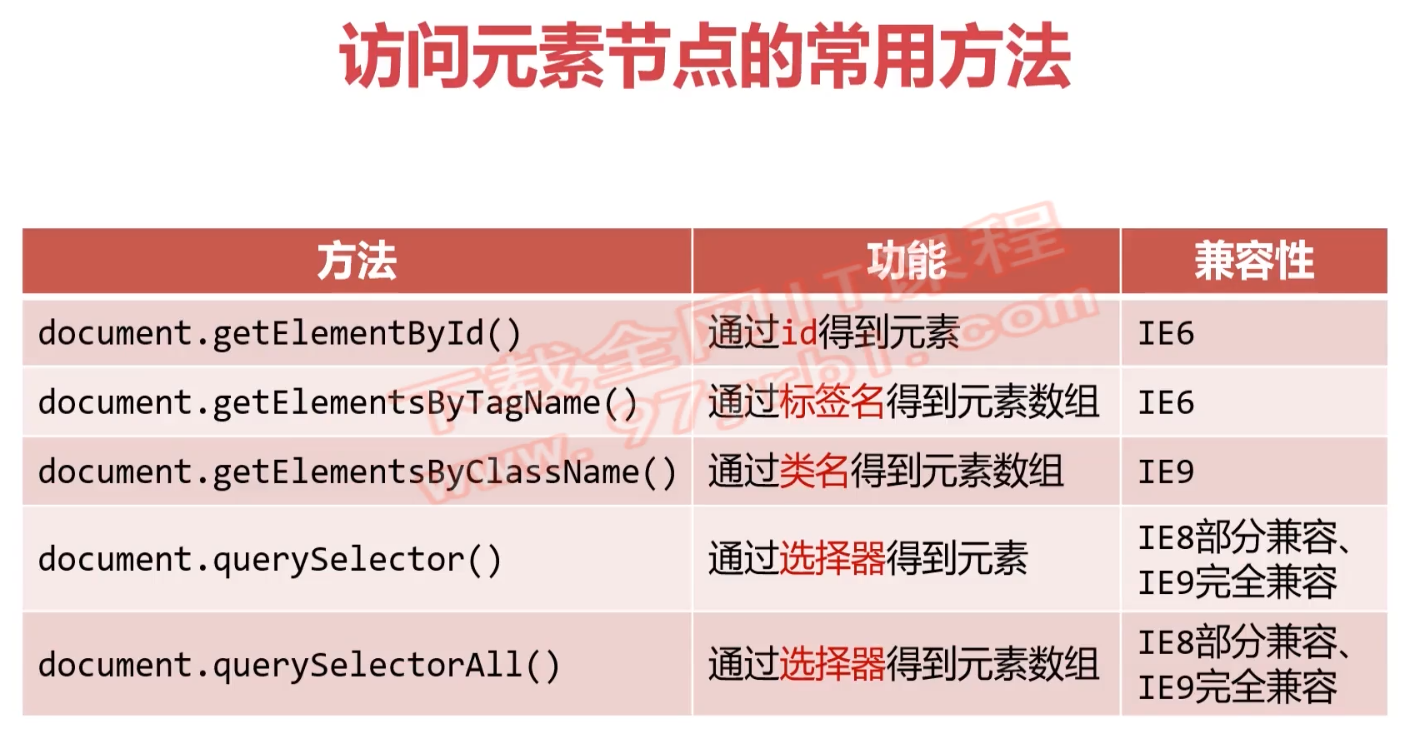 访问元素节点的常用方法
方法 功能 兼容性
document.getElementById() 通过id得到元素 IE6
document.getElementsByTagName() 通过标签名得到元素数组 IE6
document.getElementsByClassName() 通过类名得到元素数组 IE9
document.querySelector() 通过选择器得到元素 IE8部分兼容、
IE9完全兼容
document.querySelectorAll() 通过选择器得到元素数组 IE8部分兼容、
IE9完全兼容
下载全网IT课程
www.97yrbl.com